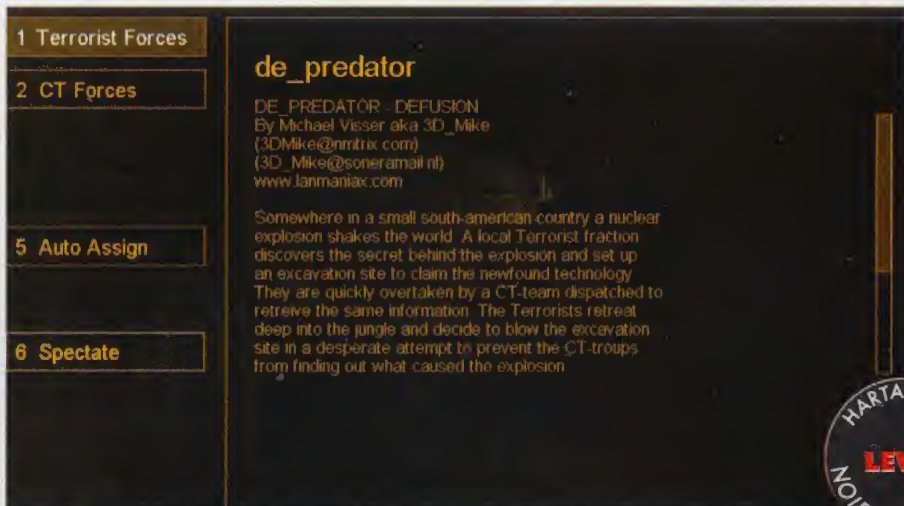 1 Terrorist Forces
2 CT Forces
5 Auto Assign
6 Spectate
de_predator
DE_PREDATOR - DEFUSION
By Michael Visser aka 3D_Mike
(3DMike@nmtrix.com)
(3D_Mike@soneramail.nl)
www.lanmaniax.com
Somewhere in a small south-american country a nuclear
explosion shakes the world. A local Terrorist fraction
discovers the secret behind the explosion and set up
an excavation site to claim the newfound technology.
They are quickly overtaken by a CT-team dispatched to
retreive the same information. The Terrorists retreat
deep into the jungle and decide to blow the excavation
site in a desperate attempt to prevent the CT-troups
from finding out what caused the explosion